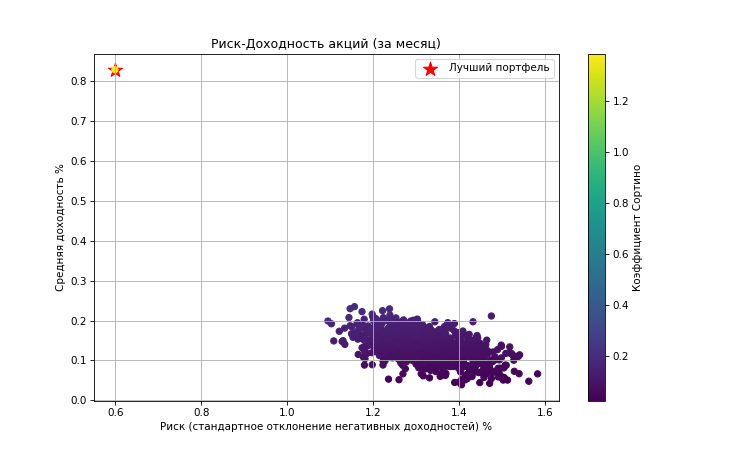 Риск-Доходность акций (за месяц)
Лучший портфель
Средняя доходность %
0.8
0.7
0.6
0.5
0.4
0.3
0.2
0.1
0.0
0.6 0.8 1.0 1.2 1.4 1.6
Риск (стандартное отклонение негативных доходностей) %
1.2
1.0
0.8
0.6
0.4
0.2
Коэффициент Сортино